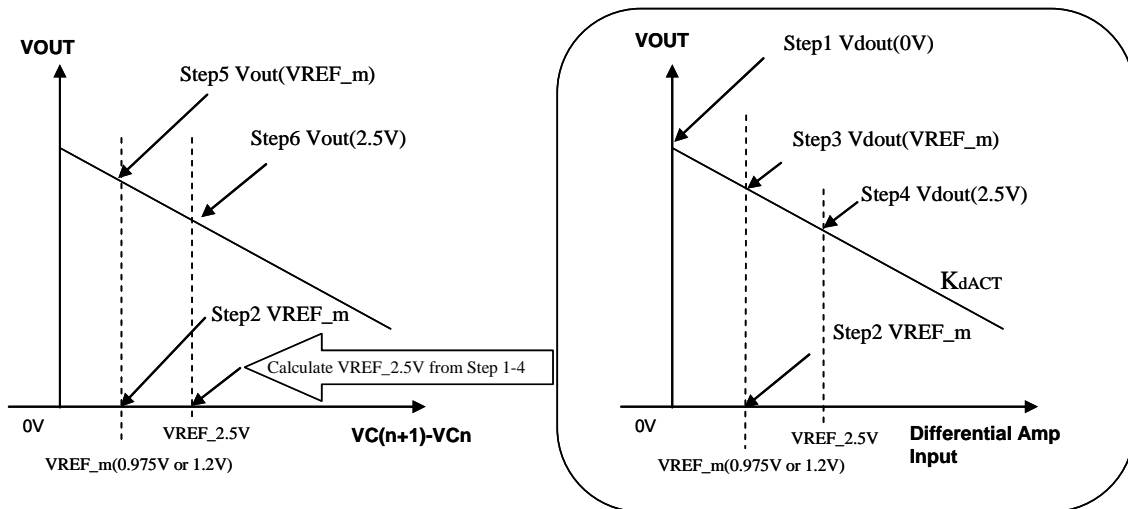 VOUT
Step5 Vout(VREF_m)
Step6 Vout(2.5V)
Step2 VREF_m
Calculate VREF_2.5V from Step 1-4
0V
VREF_2.5V
VC(n+1)-VCn
VREF_m(0.975V or 1.2V)
VOUT
Step1 Vdout(0V)
Step3 Vdout(VREF_m)
Step4 Vdout(2.5V)
KdACT
Step2 VREF_m
0V
VREF_2.5V
Differential Amp
Input
VREF_m(0.975V or 1.2V)